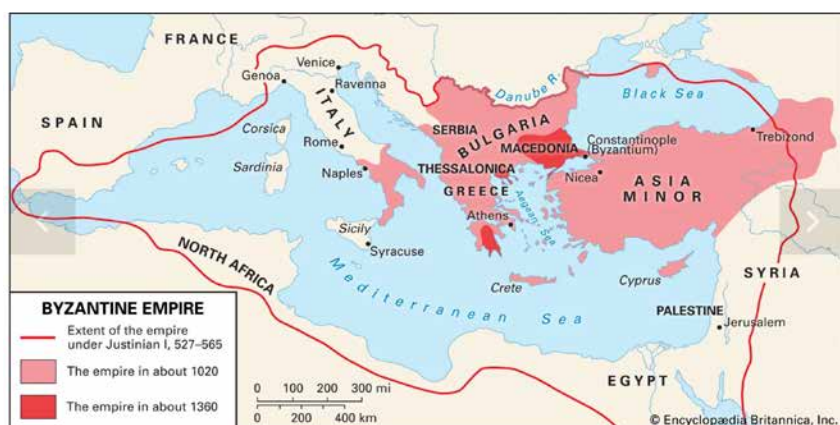 FRANCE
Venice
Genoa
Ravenna
Danube R.
Black Sea
SPAIN
ITALY
Corsica
SERBIA
BULGARIA
Constantinople
(Byzantium)
Trebizond
Rome
MACEDONIA
Sardinia
Naples
THESSALONICA
Nicea
ASIA
MINOR
GREECE
Aegean Sea
Athens
Sicily
Syracuse
NORTH AFRICA
Mediterranean Sea
Crete
Cyprus
SYRIA
PALESTINE
Jerusalem
EGYPT
BYZANTINE EMPIRE
Extent of the empire
under Justinian I, 527–565
The empire in about 1020
The empire in about 1360
0 100 200 300 mi
0 200 400 km
© Encyclopædia Britannica, Inc.